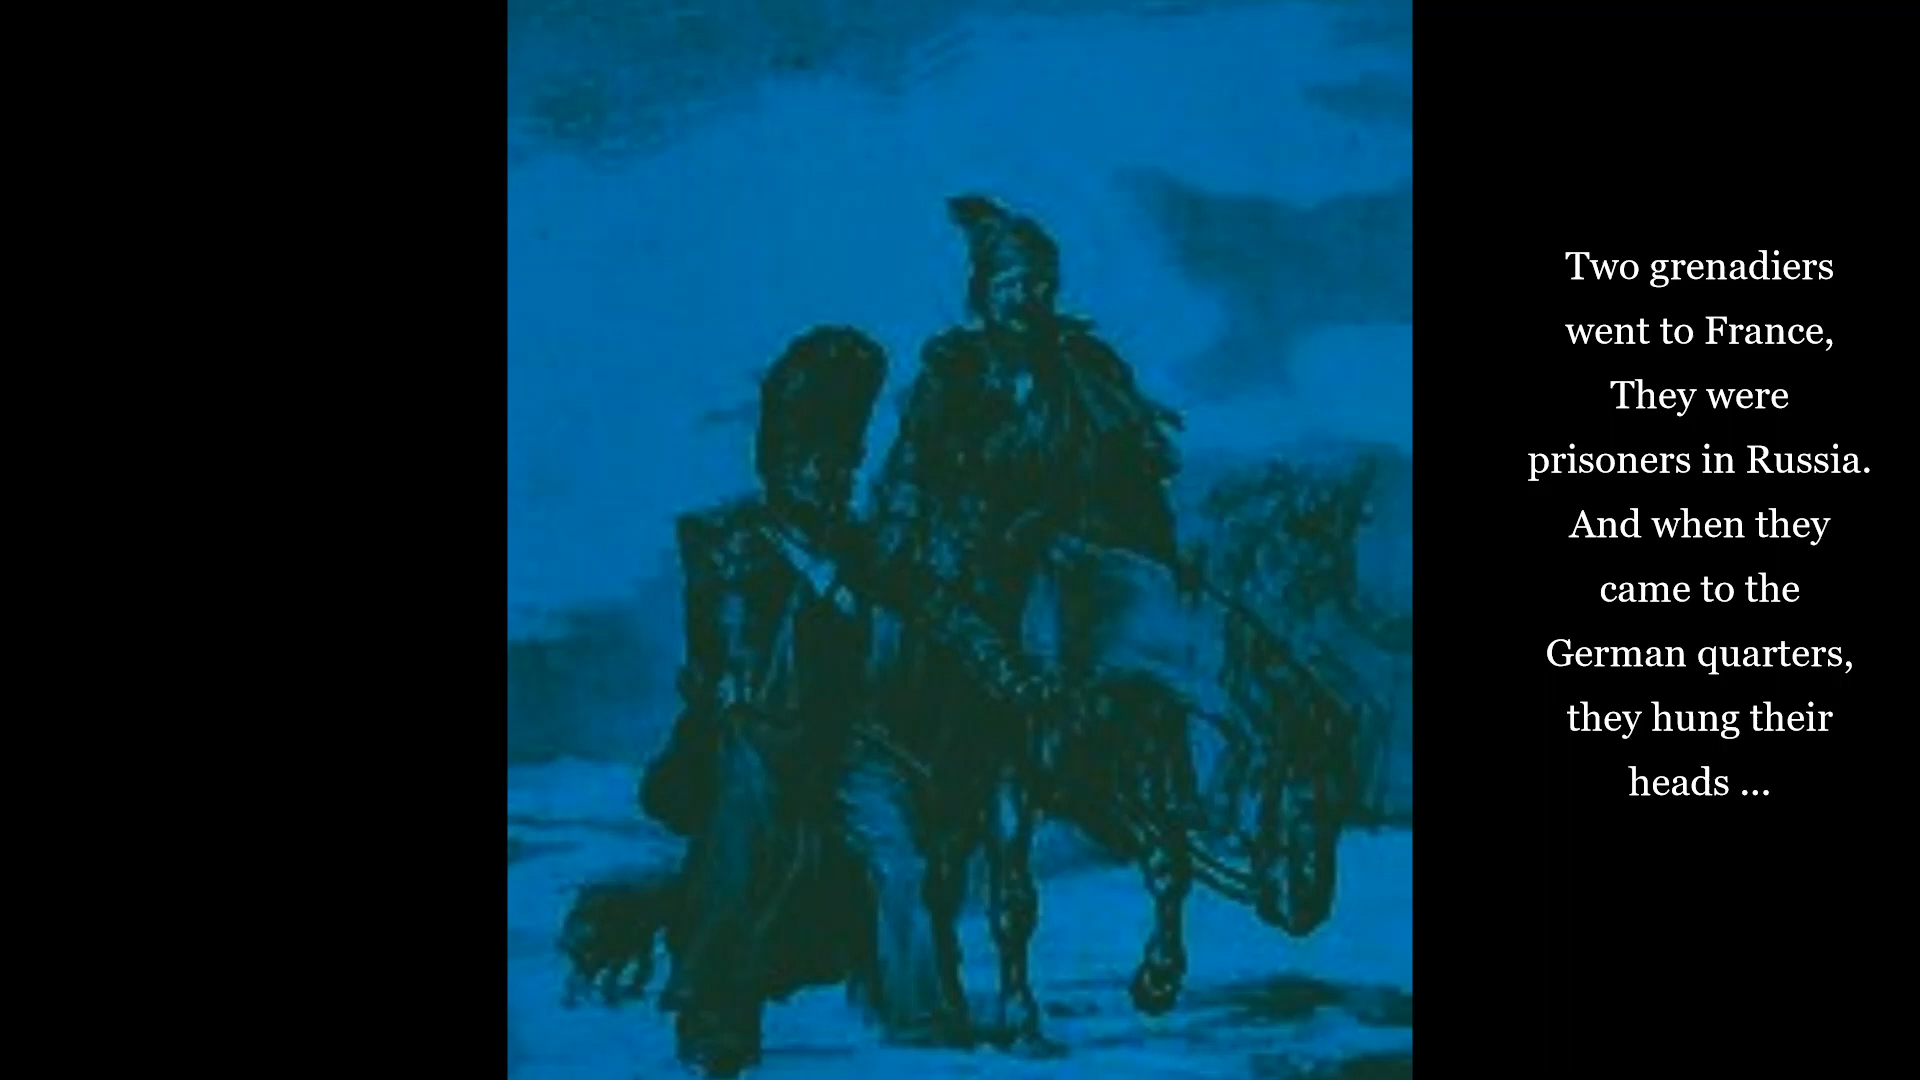 Two grenadiers
went to France,
They were
prisoners in Russia.
And when they
came to the
German quarters,
they hung their
heads ...